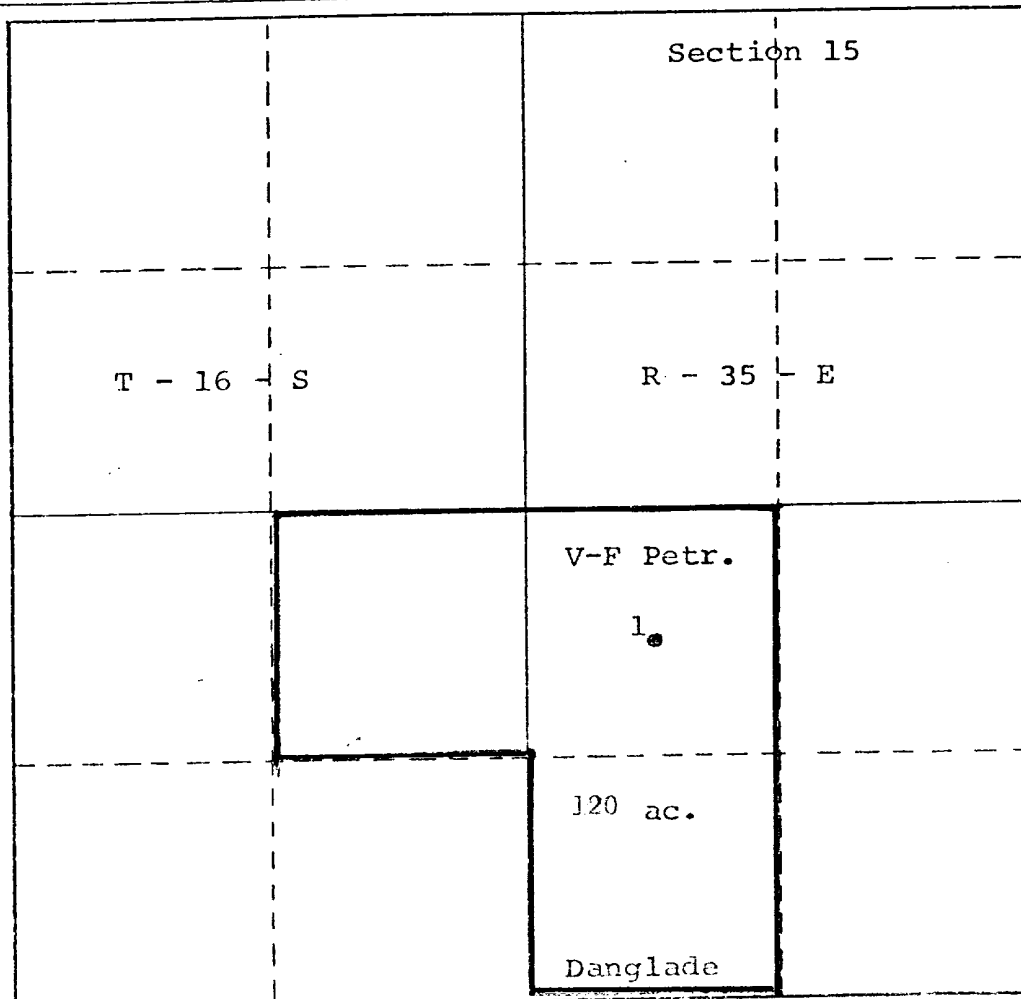 Section 15
T - 16 - S
R - 35 - E
V-F Petr.
1
120 ac.
Danglade